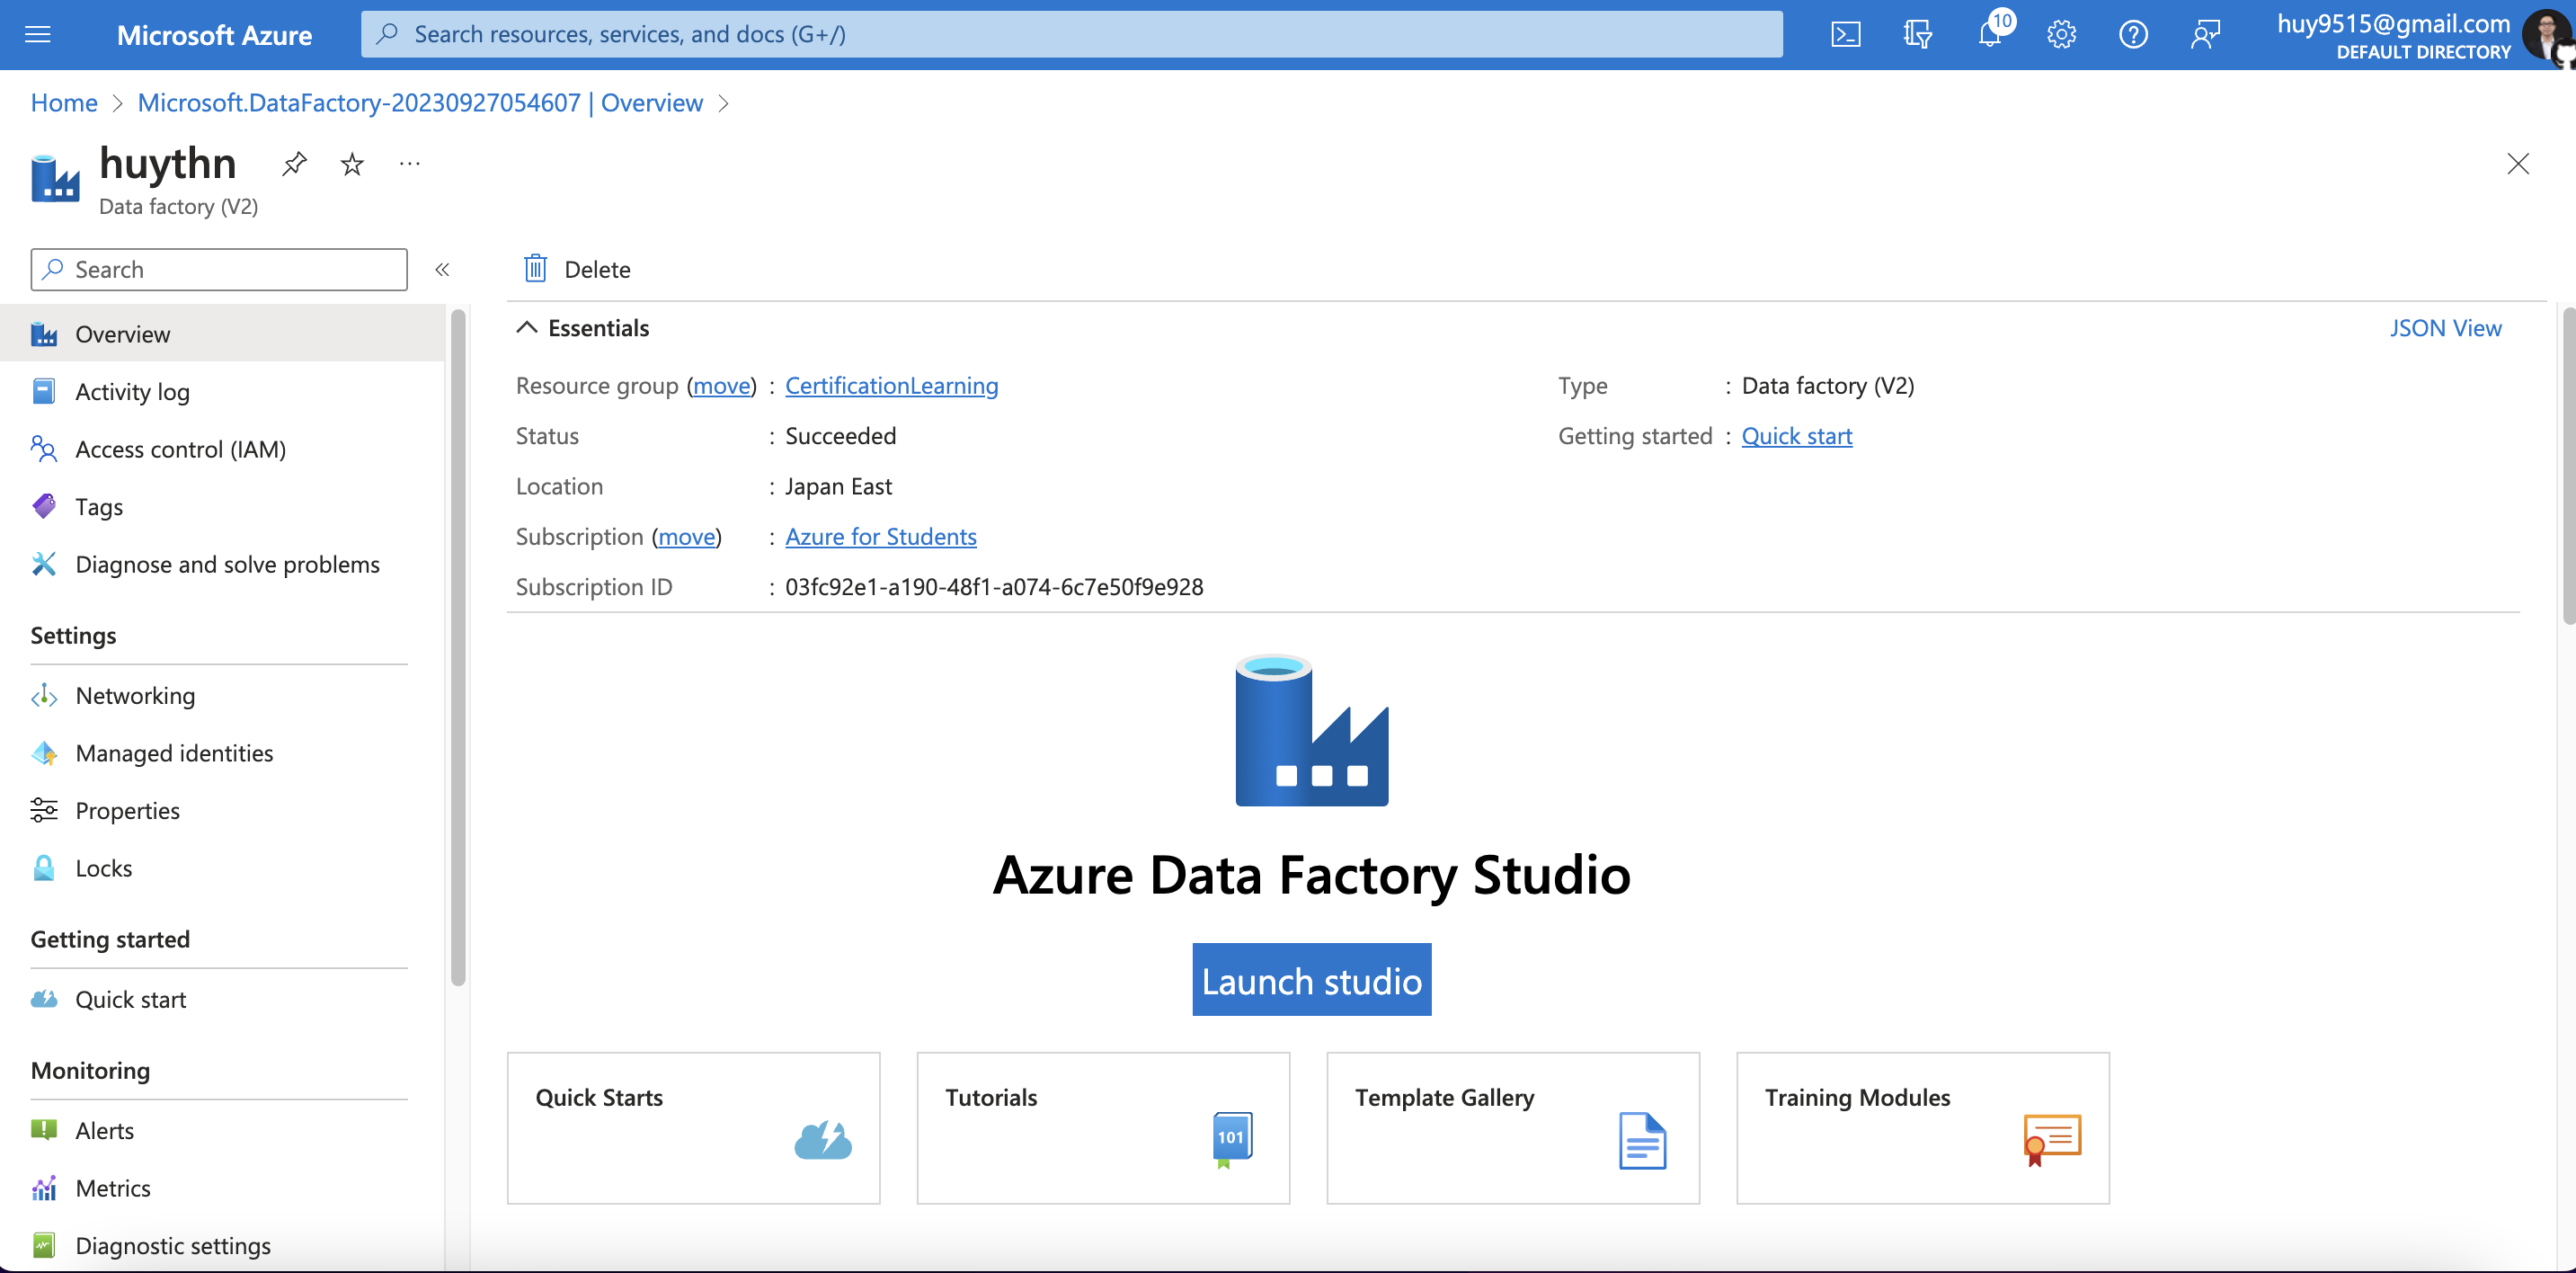 Microsoft Azure
Search resources, services, and docs (G+/)
10
huy9515@gmail.com
DEFAULT DIRECTORY
Home > Microsoft.DataFactory-20230927054607 | Overview >
huythn
Data factory (V2)
Search
«
Delete
Overview
Activity log
Access control (IAM)
Tags
Diagnose and solve problems
Settings
Networking
Managed identities
Properties
Locks
Getting started
Quick start
Monitoring
Alerts
Metrics
Diagnostic settings
Essentials
JSON View
Resource group (move) : CertificationLearning
Status : Succeeded
Location : Japan East
Subscription (move) : Azure for Students
Subscription ID : 03fc92e1-a190-48f1-a074-6c7e50f9e928
Type : Data factory (V2)
Getting started : Quick start
Azure Data Factory Studio
Launch studio
Quick Starts
Tutorials
101
Template Gallery
Training Modules